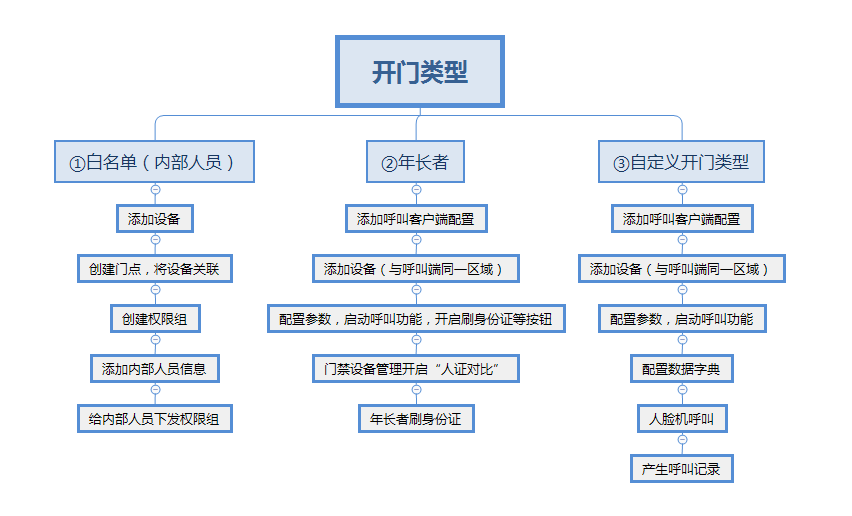 开门类型
①白名单（内部人员）
添加设备
创建门点，将设备关联
创建权限组
添加内部人员信息
给内部人员下发权限组
②年长者
添加呼叫客户端配置
添加设备（与呼叫端同一区域）
配置参数，启动呼叫功能，开启刷身份证等按钮
门禁设备管理开启“人证对比”
年长者刷身份证
③自定义开门类型
添加呼叫客户端配置
添加设备（与呼叫端同一区域）
配置参数，启动呼叫功能
配置数据字典
人脸机呼叫
产生呼叫记录